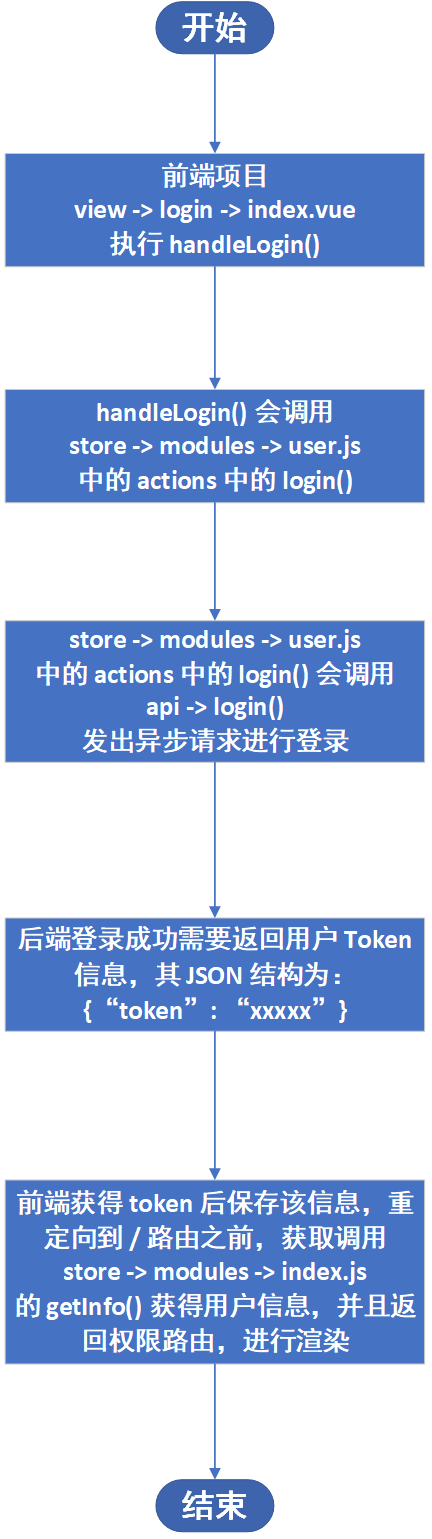 开始
前端项目
view -> login -> index.vue
执行 handleLogin()
handleLogin() 会调用
store -> modules -> user.js
中的 actions 中的 login()
store -> modules -> user.js
中的 actions 中的 login() 会调用
api -> login()
发出异步请求进行登录
后端登录成功需要返回用户 Token
信息，其 JSON 结构为：
{“token”:“xxxxx”}
前端获得 token 后保存该信息，重
定向到 / 路由之前，获取调用
store -> modules -> index.js
的 getInfo() 获得用户信息，并且返
回权限路由，进行渲染
结束